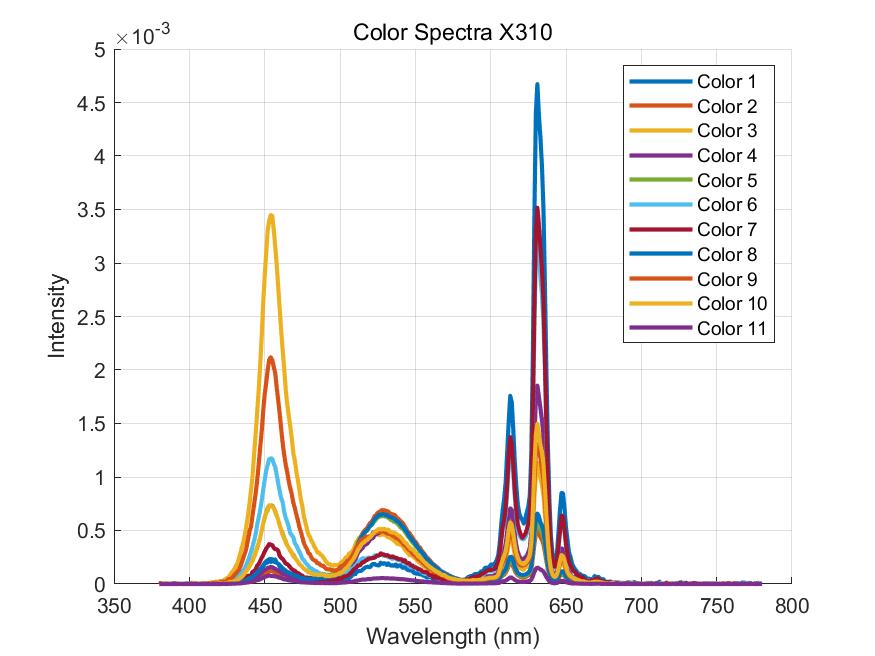 Color Spectra X310
×10-3
5
4.5
4
3.5
3
2.5
2
1.5
1
0.5
0
Intensity
350 400 450 500 550 600 650 700 750 800
Wavelength (nm)
Color 1
Color 2
Color 3
Color 4
Color 5
Color 6
Color 7
Color 8
Color 9
Color 10
Color 11